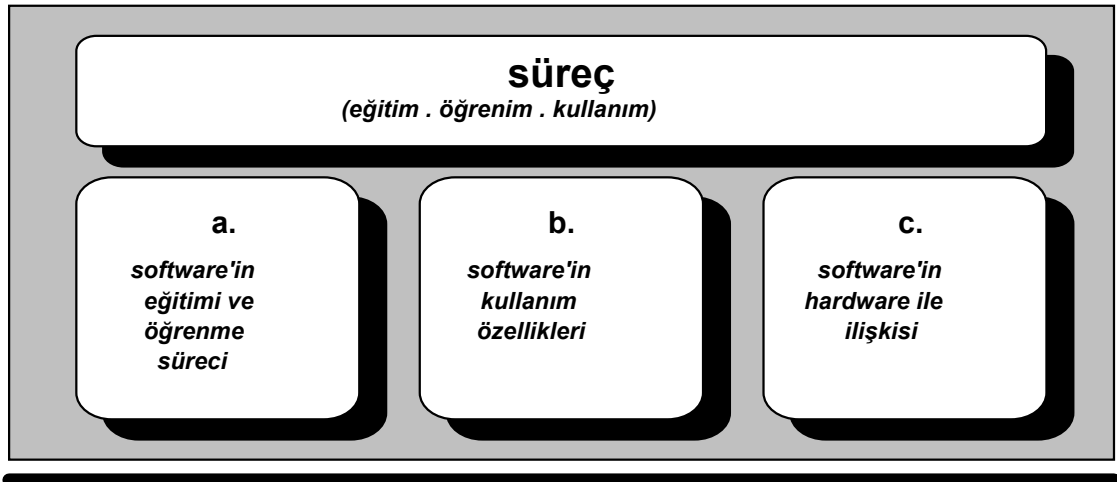 süreç
(eğitim . öğrenim . kullanım)
a.
software'in
eğitimi ve
öğrenme
süreci
b.
software'in
kullanım
özellikleri
c.
software'in
hardware ile
ilişkisi